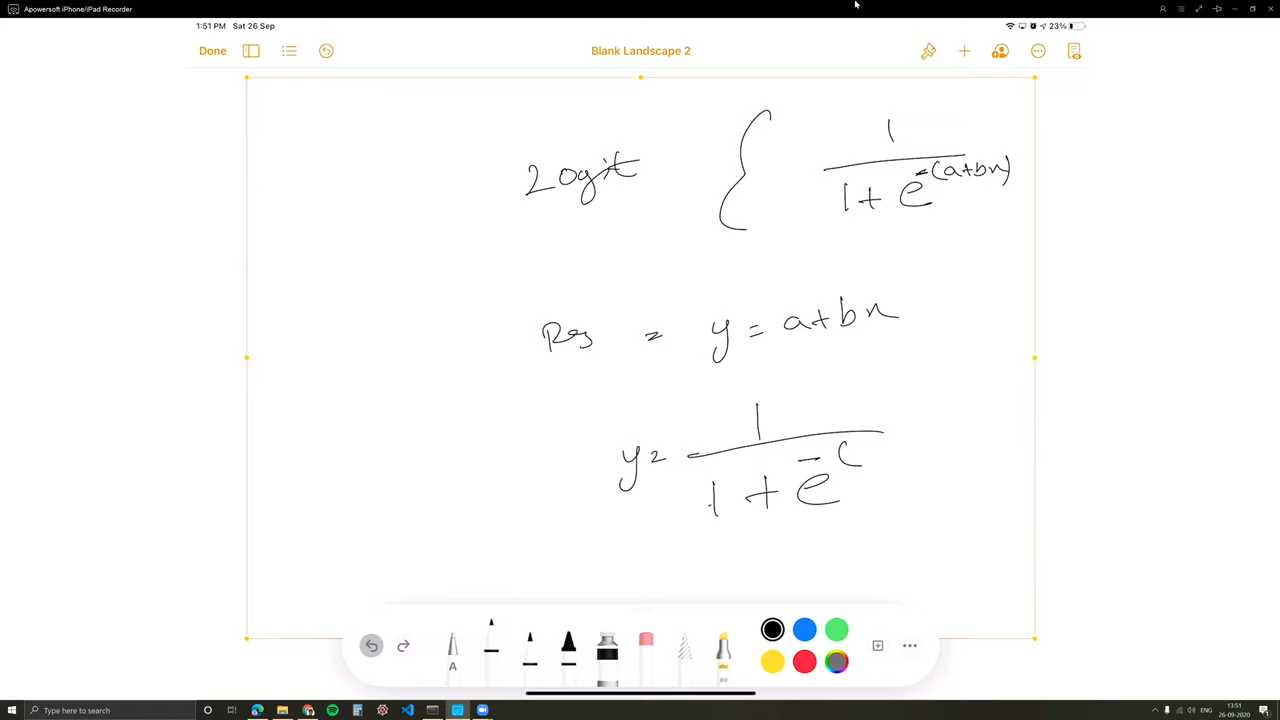 Apowersoft iPhone/iPad Recorder
1:51 PM Sat 26 Sep
23%
Done
Blank Landscape 2
Logit { 1 / 1 + e^-(a+bx)
Reg = y = a+bx
y = 1 / 1 + e^-(
A
Type here to search
ENG
13:51
26-09-2020